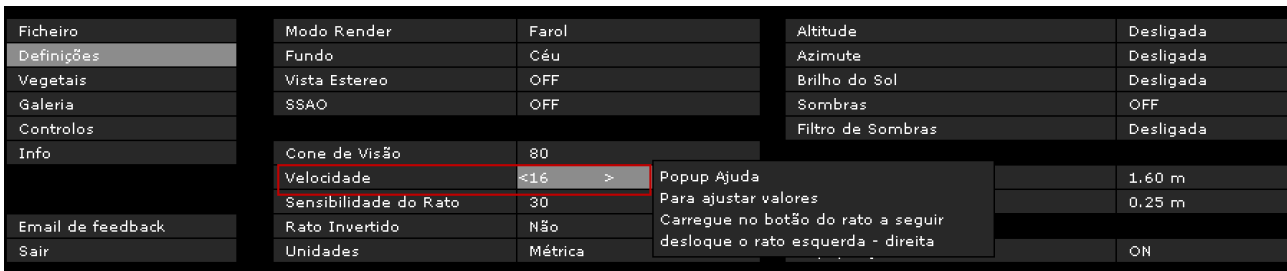 Ficheiro
Definições
Vegetais
Galeria
Controlos
Info
Email de feedback
Sair
Modo Render Farol
Fundo Céu
Vista Estereo OFF
SSAO OFF
Cone de Visão 80
Velocidade <16 >
Sensibilidade do Rato 30
Rato Invertido Não
Unidades Métrica
Popup Ajuda
Para ajustar valores
Carregue no botão do rato a seguir
desloque o rato esquerda - direita
Altitude Desligada
Azimute Desligada
Brilho do Sol Desligada
Sombras OFF
Filtro de Sombras Desligada
1.60 m
0.25 m
ON